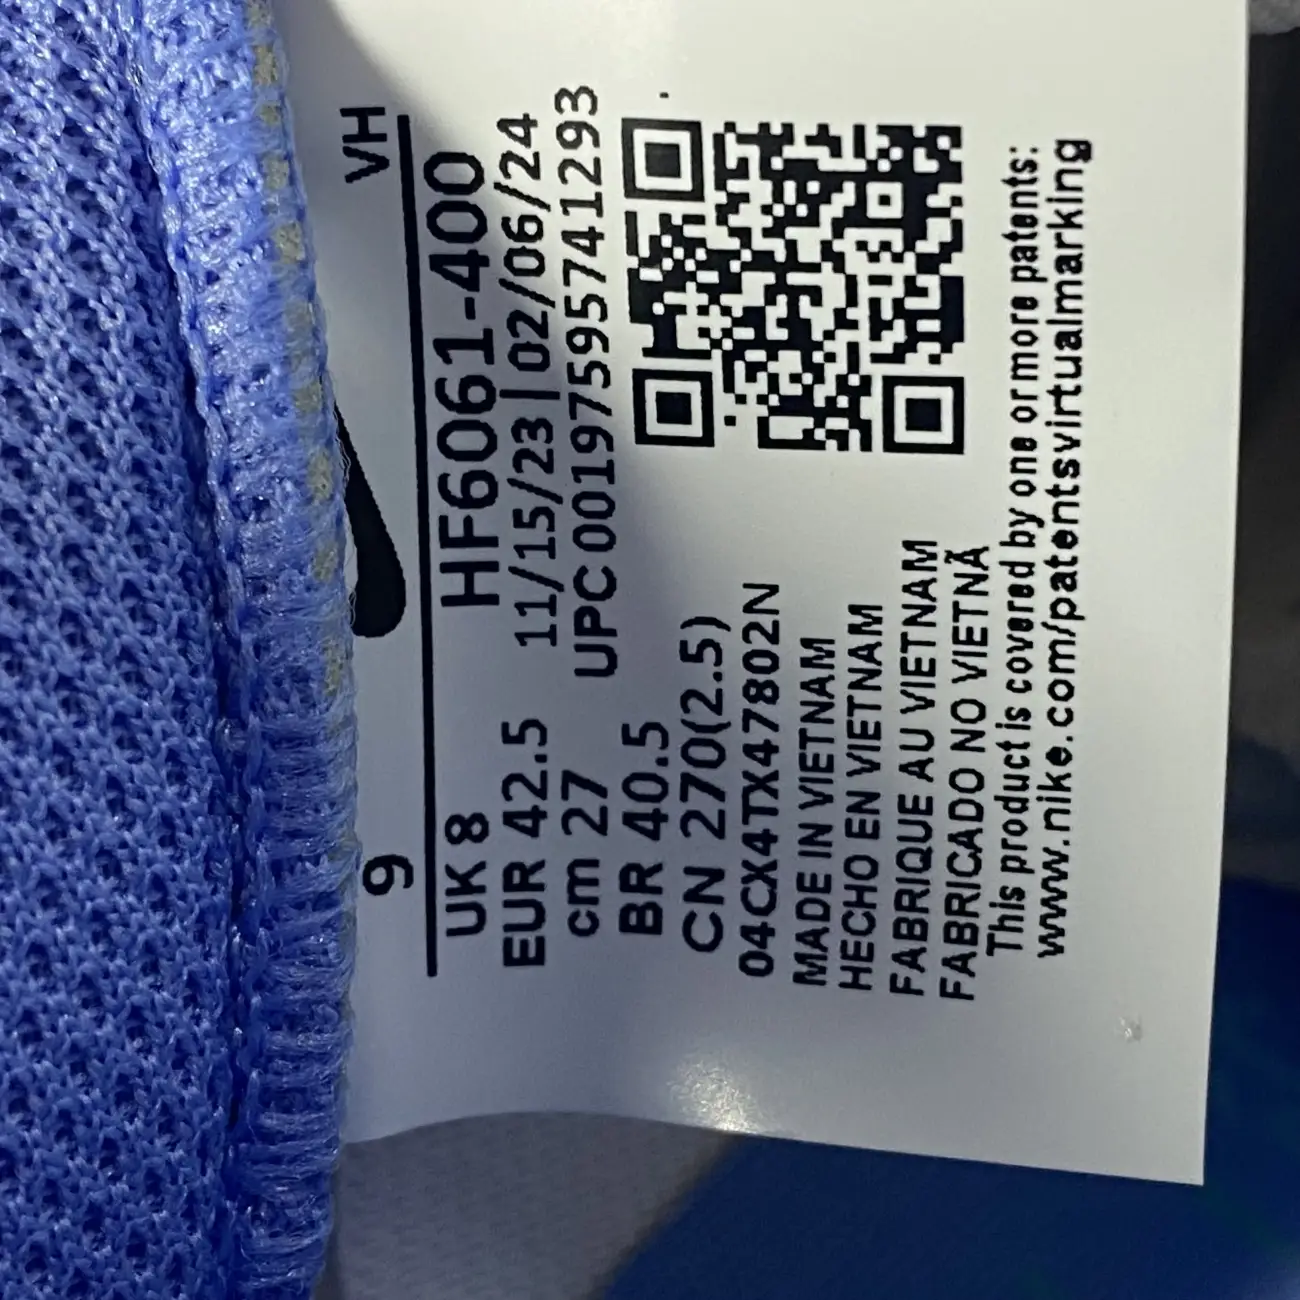 9 VH
UK 8 HF6061-400
EUR 42.5 11/15/23 | 02/06/24
cm 27 UPC 00197595741293
BR 40.5
CN 270(2.5)
04CX4TX47802N
MADE IN VIETNAM
HECHO EN VIETNAM
FABRIQUE AU VIETNAM
FABRICADO NO VIETNÃ
This product is covered by one or more patents:
www.nike.com/patentsvirtualmarking